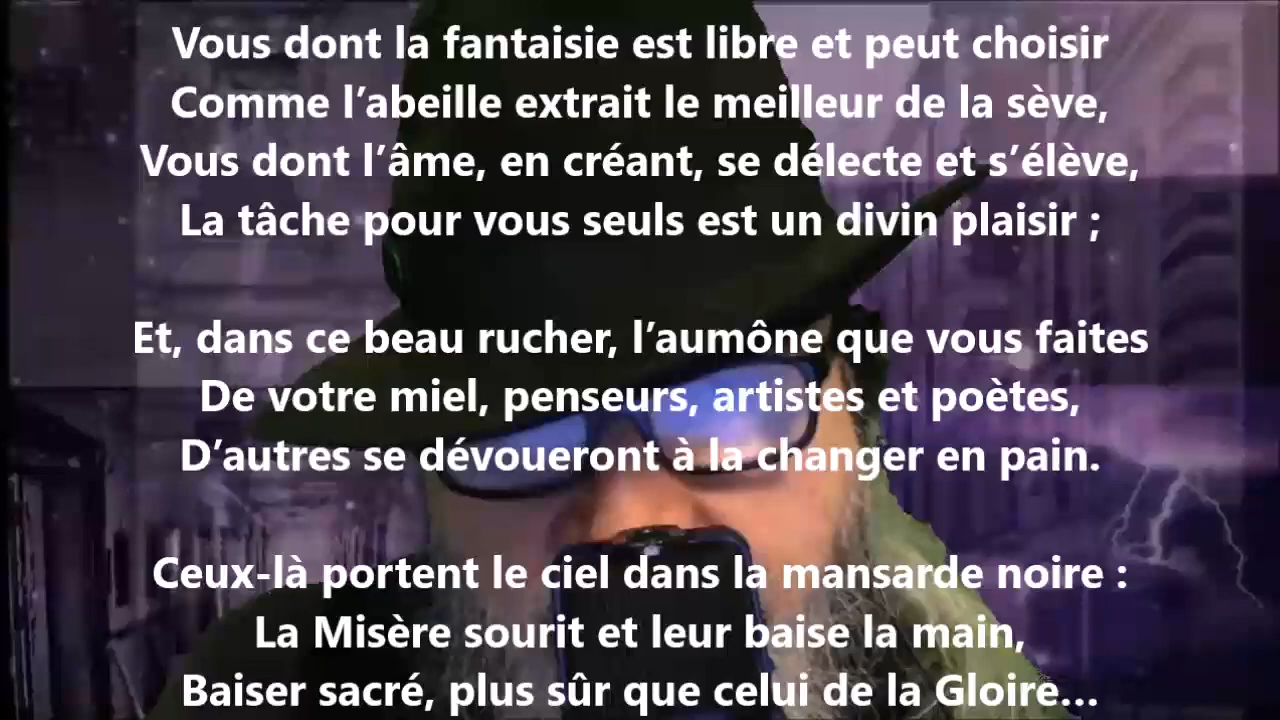 Vous dont la fantaisie est libre et peut choisir
Comme l’abeille extrait le meilleur de la sève,
Vous dont l’âme, en créant, se délecte et s’élève,
La tâche pour vous seuls est un divin plaisir ;
Et, dans ce beau rucher, l’aumône que vous faites
De votre miel, penseurs, artistes et poètes,
D’autres se dévoueront à la changer en pain.
Ceux-là portent le ciel dans la mansarde noire :
La Misère sourit et leur baise la main,
Baiser sacré, plus sûr que celui de la Gloire...